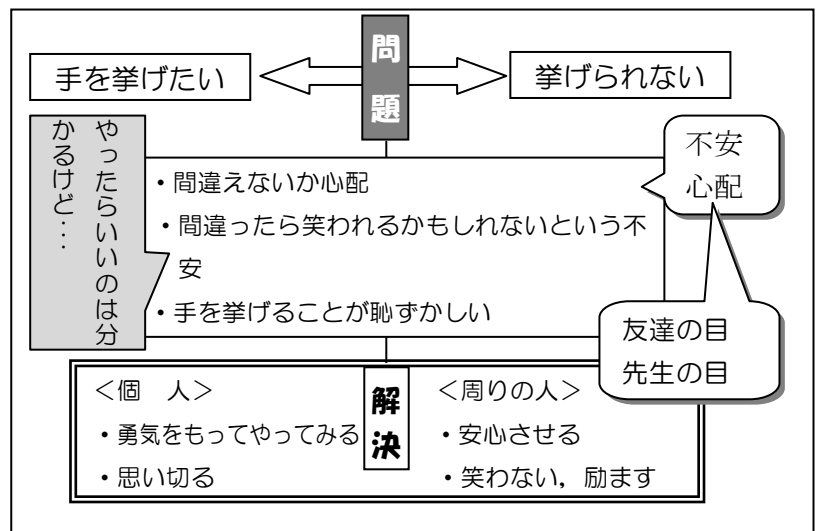 問題
手を挙げたい
挙げられない
やったらいいのは分
かるけど・・・
・間違えないか心配
・間違ったら笑われるかもしれないという不
安
・手を挙げることが恥ずかしい
不安
心配
友達の目
先生の目
解決
＜個　人＞
・勇気をもってやってみる
・思い切る
＜周りの人＞
・安心させる
・笑わない，励ます